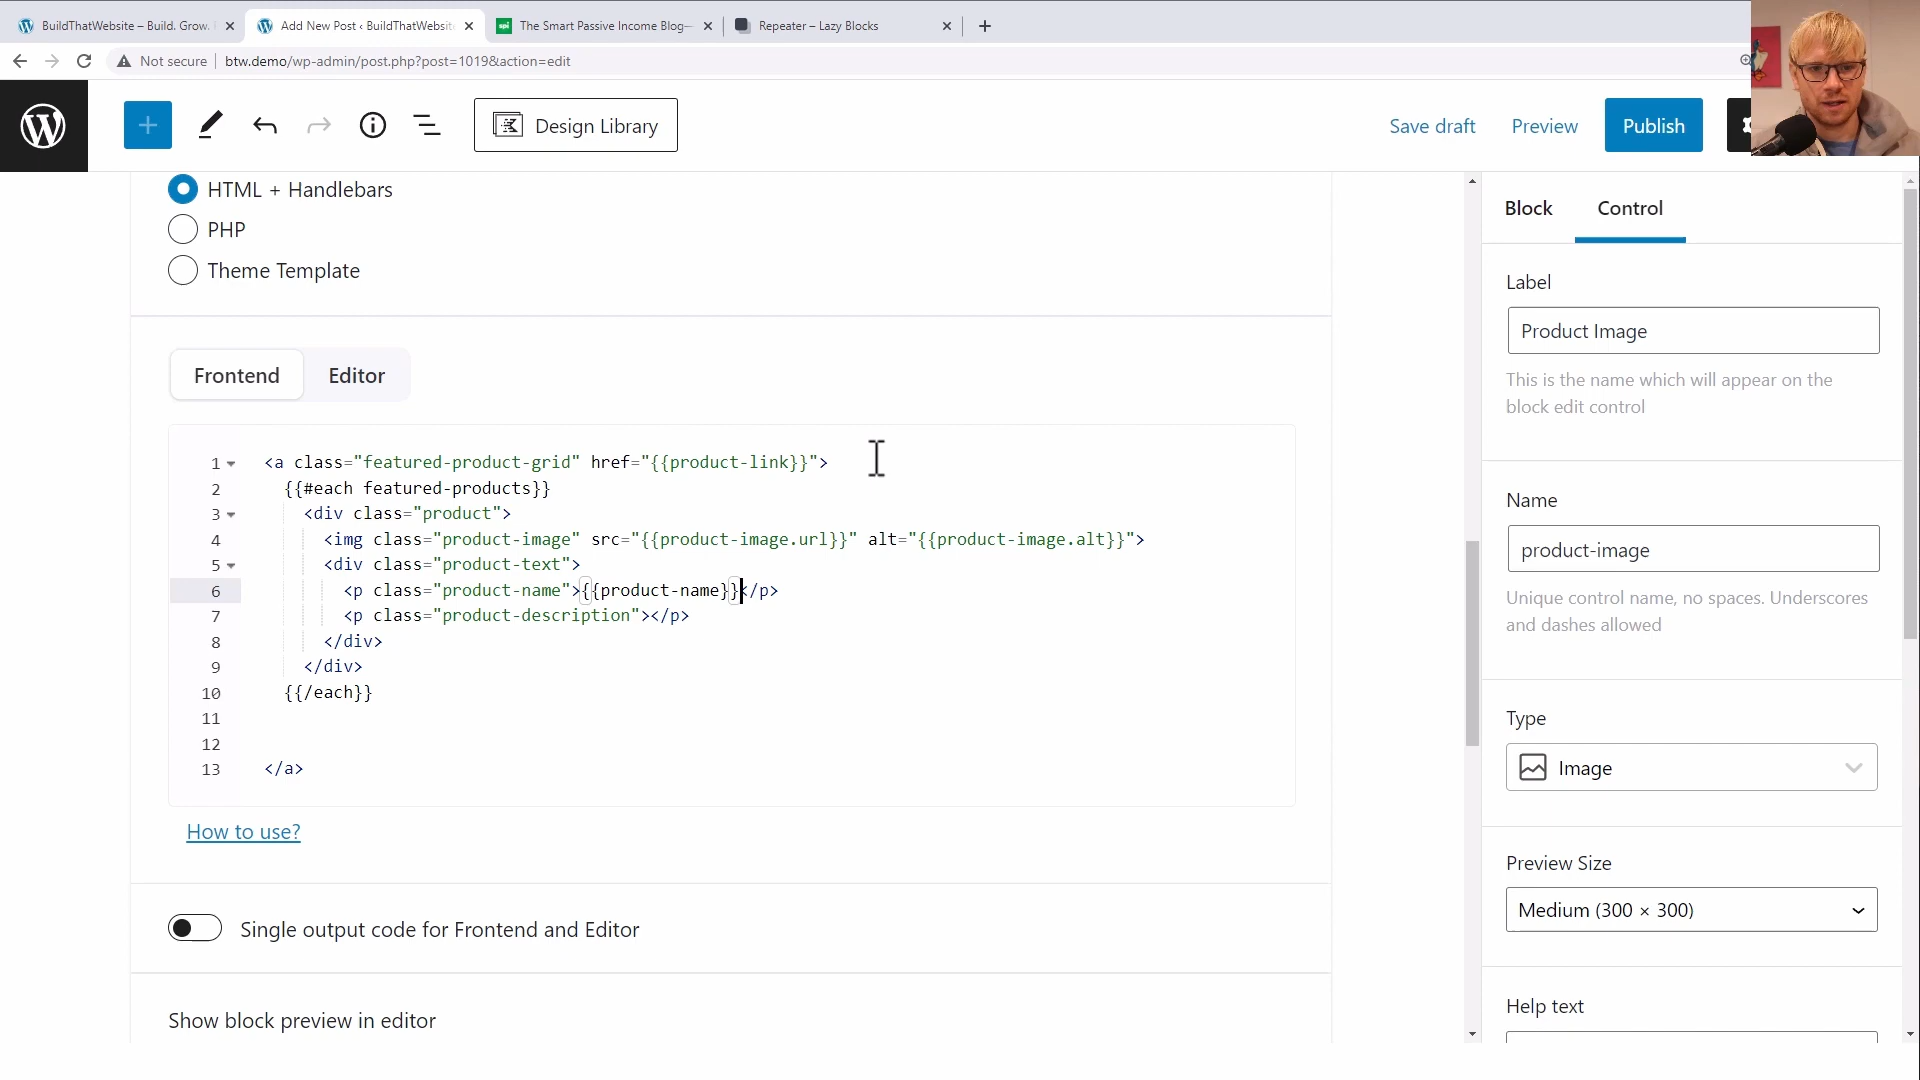 BuildThatWebsite – Build. Grow.
Add New Post ‹ BuildThatWebsite
spi
The Smart Passive Income Blog—
Repeater – Lazy Blocks
Not secure
btw.demo/wp-admin/post.php?post=1019&action=edit
Design Library
Save draft
Preview
Publish
HTML + Handlebars
PHP
Theme Template
Frontend
Editor
1 <a class="featured-product-grid" href="{{product-link}}">
2 {{#each featured-products}}
3 <div class="product">
4 <img class="product-image" src="{{product-image.url}}" alt="{{product-image.alt}}">
5 <div class="product-text">
6 <p class="product-name">{{product-name}}</p>
7 <p class="product-description"></p>
8 </div>
9 </div>
10 {{/each}}
11
12
13 </a>
How to use?
Single output code for Frontend and Editor
Show block preview in editor
Block
Control
Label
Product Image
This is the name which will appear on the
block edit control
Name
product-image
Unique control name, no spaces. Underscores
and dashes allowed
Type
Image
Preview Size
Medium (300 × 300)
Help text